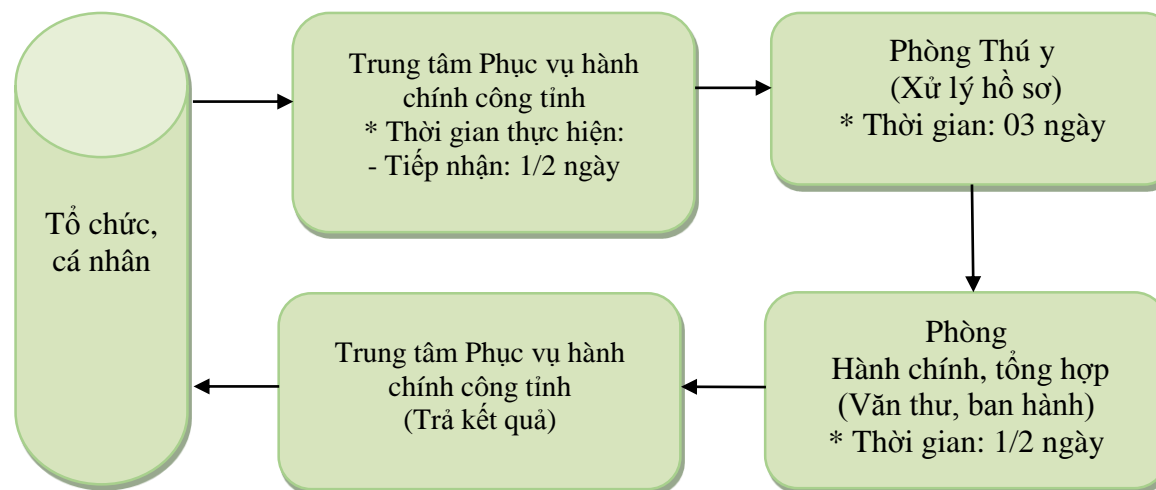 Tổ chức,
cá nhân
Trung tâm Phục vụ hành
chính công tỉnh
* Thời gian thực hiện:
- Tiếp nhận: 1/2 ngày
Phòng Thú y
(Xử lý hồ sơ)
* Thời gian: 03 ngày
Phòng
Hành chính, tổng hợp
(Văn thư, ban hành)
* Thời gian: 1/2 ngày
Trung tâm Phục vụ hành
chính công tỉnh
(Trả kết quả)